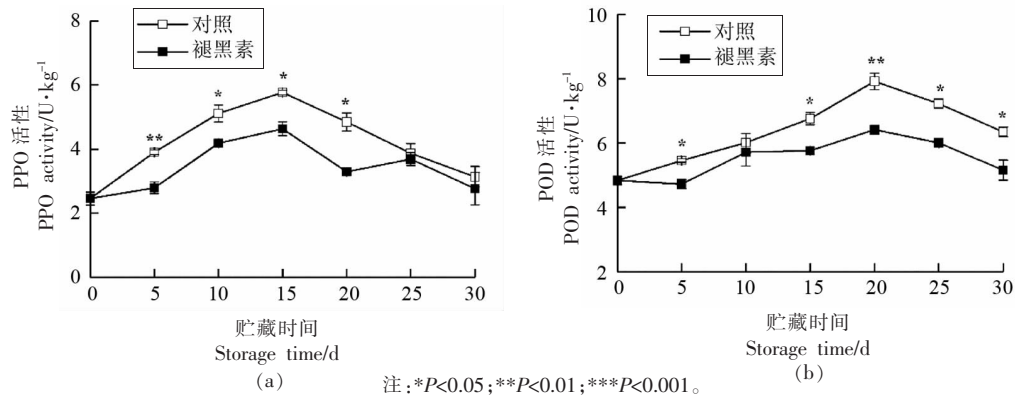 对照
褪黑素
PPO 活性
PPO activity/U·kg⁻¹
8
6
4
2
0
**
*
*
*
0 5 10 15 20 25 30
贮藏时间
Storage time/d
(a)
对照
褪黑素
POD 活性
POD activity/U·kg⁻¹
10
8
6
4
2
*
*
**
*
*
0 5 10 15 20 25 30
贮藏时间
Storage time/d
(b)
注:*P<0.05;**P<0.01;***P<0.001。